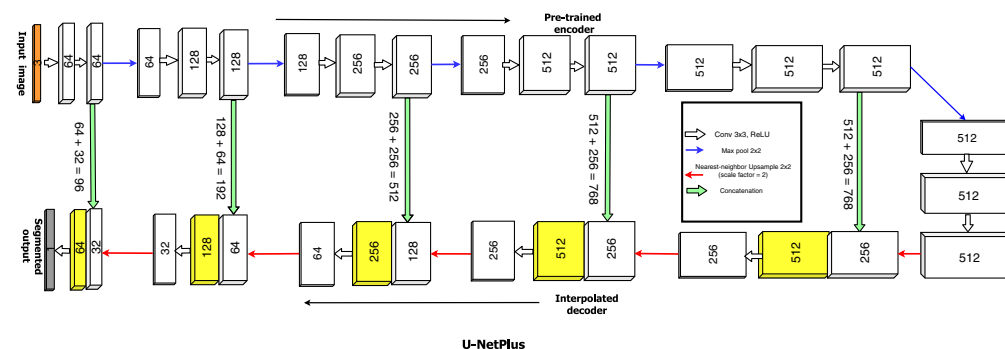 Pre-trained
encoder
Input image
3
64
64
64
128
128
128
256
256
256
512
512
512
512
512
64 + 32 = 96
128 + 64 = 192
256 + 256 = 512
512 + 256 = 768
512 + 256 = 768
Conv 3x3, ReLU
Max pool 2x2
Nearest-neighbor Upsample 2x2
(scale factor = 2)
Concatenation
512
512
512
Segmented
output
64
32
32
128
64
64
256
128
256
512
256
256
512
256
Interpolated
decoder
U-NetPlus